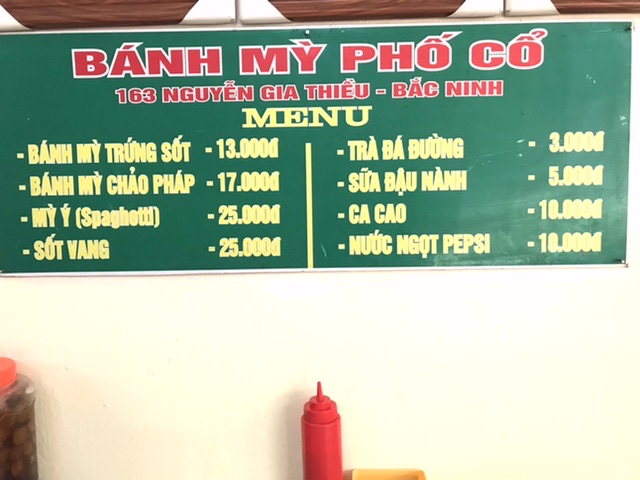 BÁNH MỲ PHỐ CỔ
163 NGUYỄN GIA THIỀU - BẮC NINH
MENU
- BÁNH MỲ TRỨNG SỐT - 13.000đ
- BÁNH MỲ CHẢO PHÁP - 17.000đ
- MỲ Ý (Spaghetti) - 25.000đ
- SỐT VANG - 25.000đ
- TRÀ ĐÁ ĐƯỜNG - 3.000đ
- SỮA ĐẬU NÀNH - 5.000đ
- CA CAO - 10.000đ
- NƯỚC NGỌT PEPSI - 10.000đ